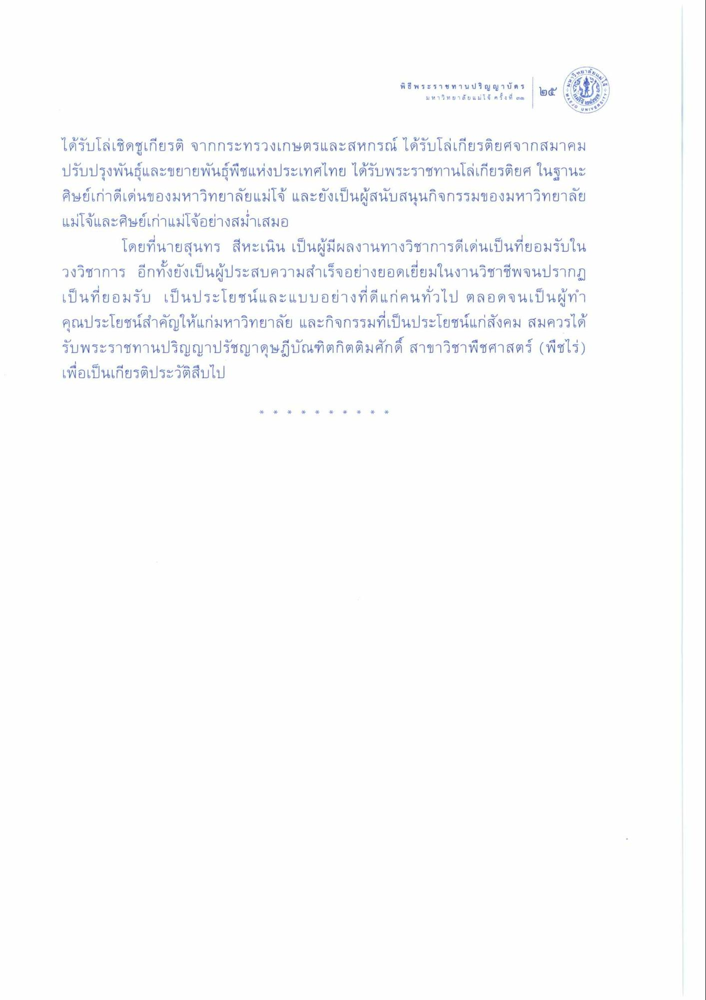 พิธีพระราชทานปริญญาบัตร
มหาวิทยาลัยแม่โจ้ ครั้งที่ ๓๑
๒๕
มหาวิทยาลัยแม่โจ้
แม่โจ้ ๒๔๗๗
MAEJO UNIVERSITY
ได้รับโล่เชิดชูเกียรติ จากกระทรวงเกษตรและสหกรณ์ ได้รับโล่เกียรติยศจากสมาคม
ปรับปรุงพันธุ์และขยายพันธุ์พืชแห่งประเทศไทย ได้รับพระราชทานโล่เกียรติยศ ในฐานะ
ศิษย์เก่าดีเด่นของมหาวิทยาลัยแม่โจ้ และยังเป็นผู้สนับสนุนกิจกรรมของมหาวิทยาลัย
แม่โจ้และศิษย์เก่าแม่โจ้อย่างสม่ำเสมอ
โดยที่นายสุนทร สีหะเนิน เป็นผู้มีผลงานทางวิชาการดีเด่นเป็นที่ยอมรับใน
วงวิชาการ อีกทั้งยังเป็นผู้ประสบความสำเร็จอย่างยอดเยี่ยมในงานวิชาชีพจนปรากฏ
เป็นที่ยอมรับ เป็นประโยชน์และแบบอย่างที่ดีแก่คนทั่วไป ตลอดจนเป็นผู้ทำ
คุณประโยชน์สำคัญให้แก่มหาวิทยาลัย และกิจกรรมที่เป็นประโยชน์แก่สังคม สมควรได้
รับพระราชทานปริญญาปรัชญาดุษฎีบัณฑิตกิตติมศักดิ์ สาขาวิชาพืชศาสตร์ (พืชไร่)
เพื่อเป็นเกียรติประวัติสืบไป
* * * * * * * * * *